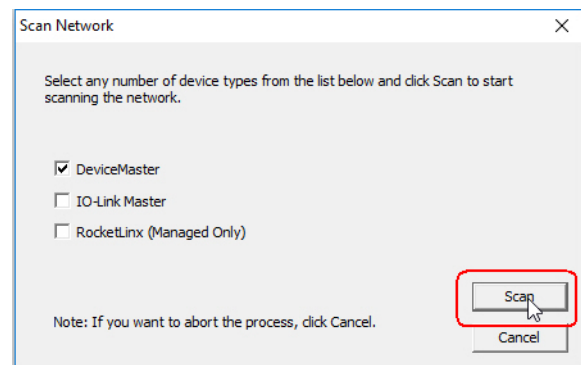 Scan Network
Select any number of device types from the list below and click Scan to start
scanning the network.
DeviceMaster
IO-Link Master
RocketLinx (Managed Only)
Scan
Note: If you want to abort the process, click Cancel.
Cancel